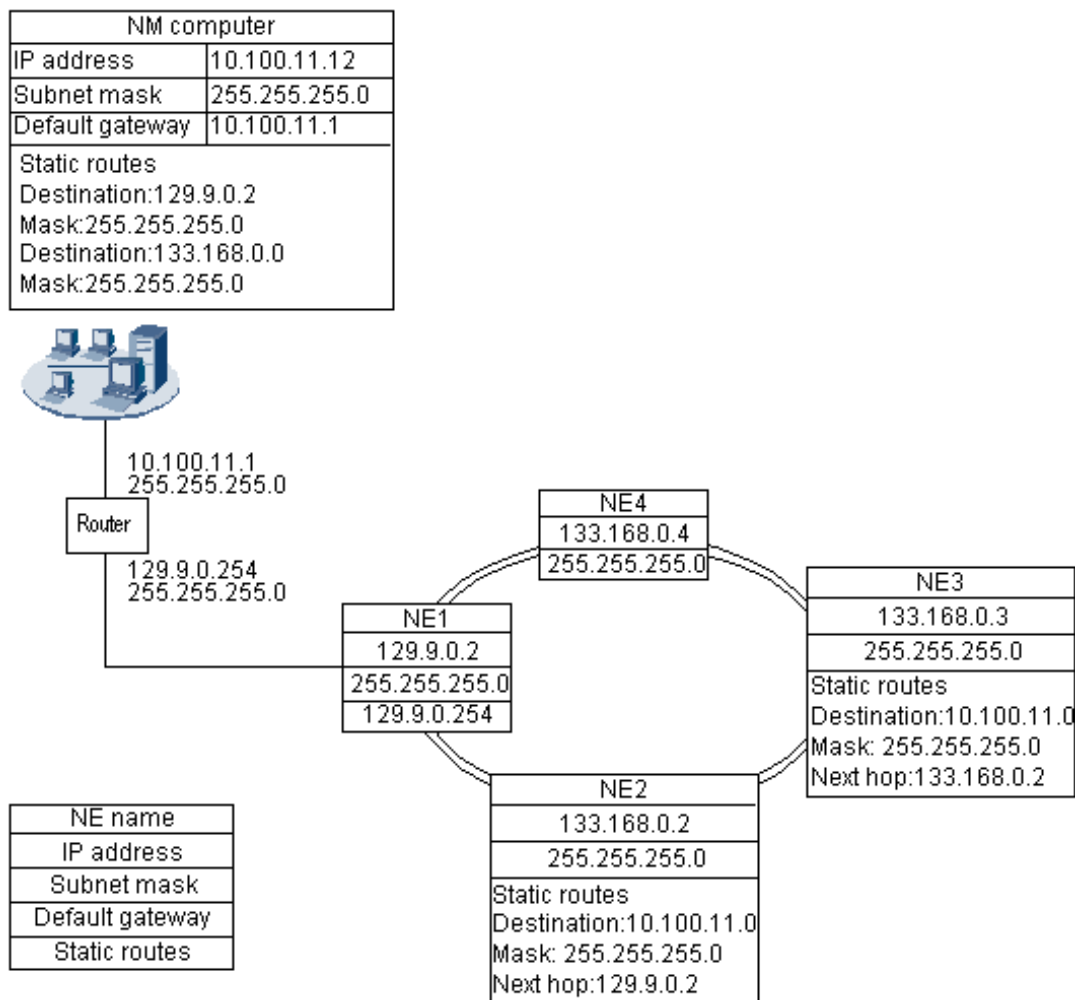 NM computer
IP address 10.100.11.12
Subnet mask 255.255.255.0
Default gateway 10.100.11.1
Static routes
Destination:129.9.0.2
Mask:255.255.255.0
Destination:133.168.0.0
Mask:255.255.255.0
10.100.11.1
255.255.255.0
Router
129.9.0.254
255.255.255.0
NE4
133.168.0.4
255.255.255.0
NE1
129.9.0.2
255.255.255.0
129.9.0.254
NE3
133.168.0.3
255.255.255.0
Static routes
Destination:10.100.11.0
Mask: 255.255.255.0
Next hop:133.168.0.2
NE2
133.168.0.2
255.255.255.0
Static routes
Destination:10.100.11.0
Mask: 255.255.255.0
Next hop:129.9.0.2
NE name
IP address
Subnet mask
Default gateway
Static routes